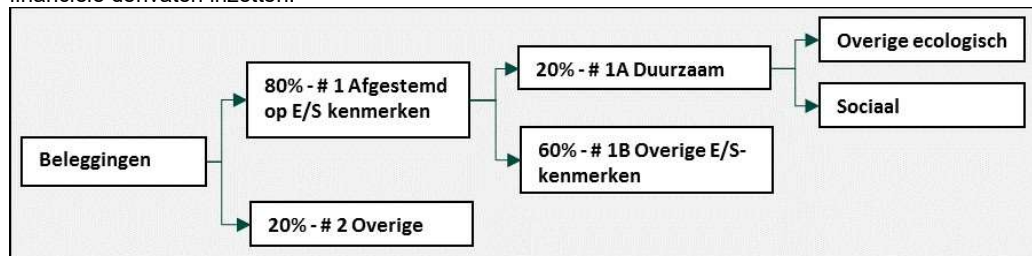 financiële derivaten inzetten.
Beleggingen
80% - # 1 Afgestemd
op E/S kenmerken
20% - # 2 Overige
20% - # 1A Duurzaam
60% - # 1B Overige E/S-
kenmerken
Overige ecologisch
Sociaal